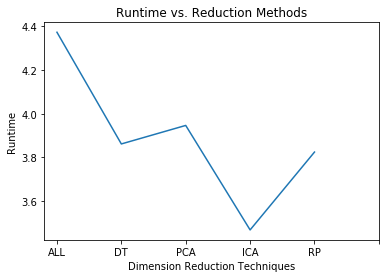 Runtime vs. Reduction Methods
4.4
4.2
4.0
3.8
3.6
Runtime
ALL DT PCA ICA RP
Dimension Reduction Techniques